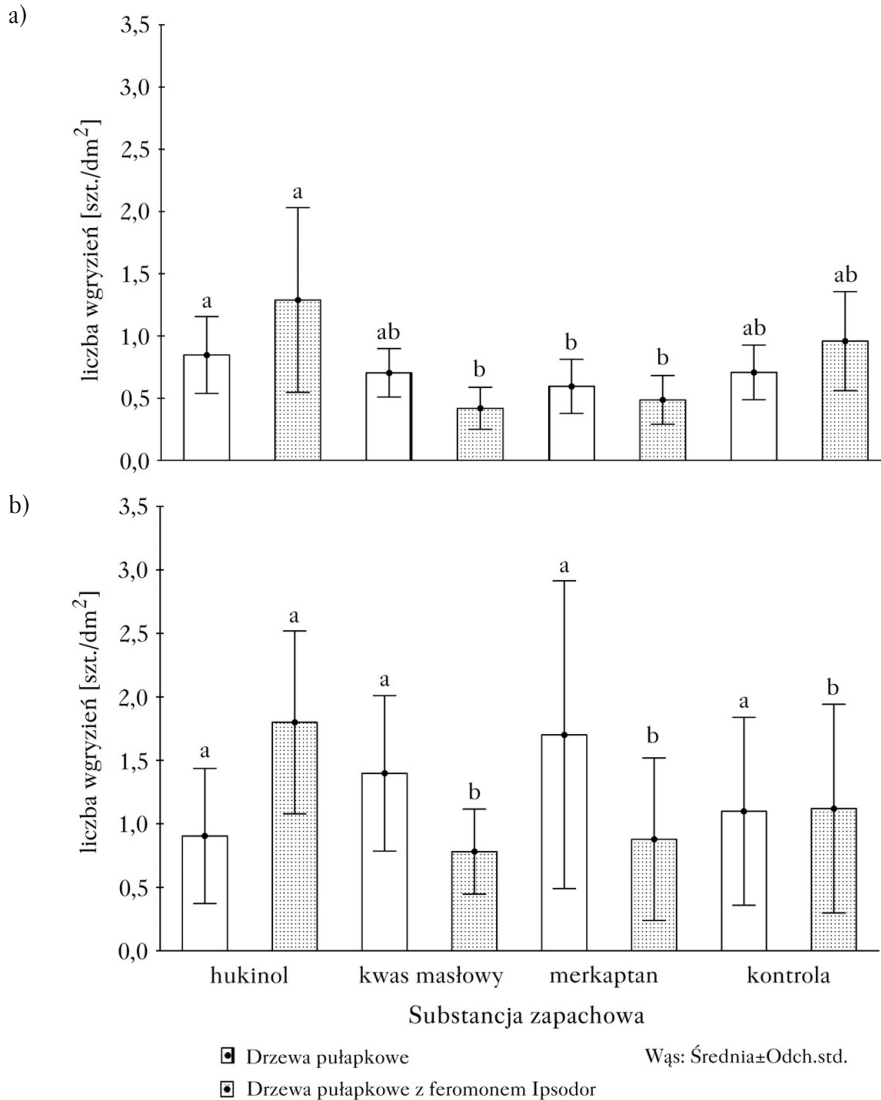 a)
liczba wgryzień [szt./dm²]
3,5
3,0
2,5
2,0
1,5
1,0
0,5
0,0
a
a
ab
b
b
b
ab
ab
b)
liczba wgryzień [szt./dm²]
3,5
3,0
2,5
2,0
1,5
1,0
0,5
0,0
a
a
a
b
a
b
a
b
hukinol kwas masłowy merkaptan kontrola
Substancja zapachowa
Drzewa pułapkowe Wąs: Średnia±Odch.std.
Drzewa pułapkowe z feromonem Ipsodor